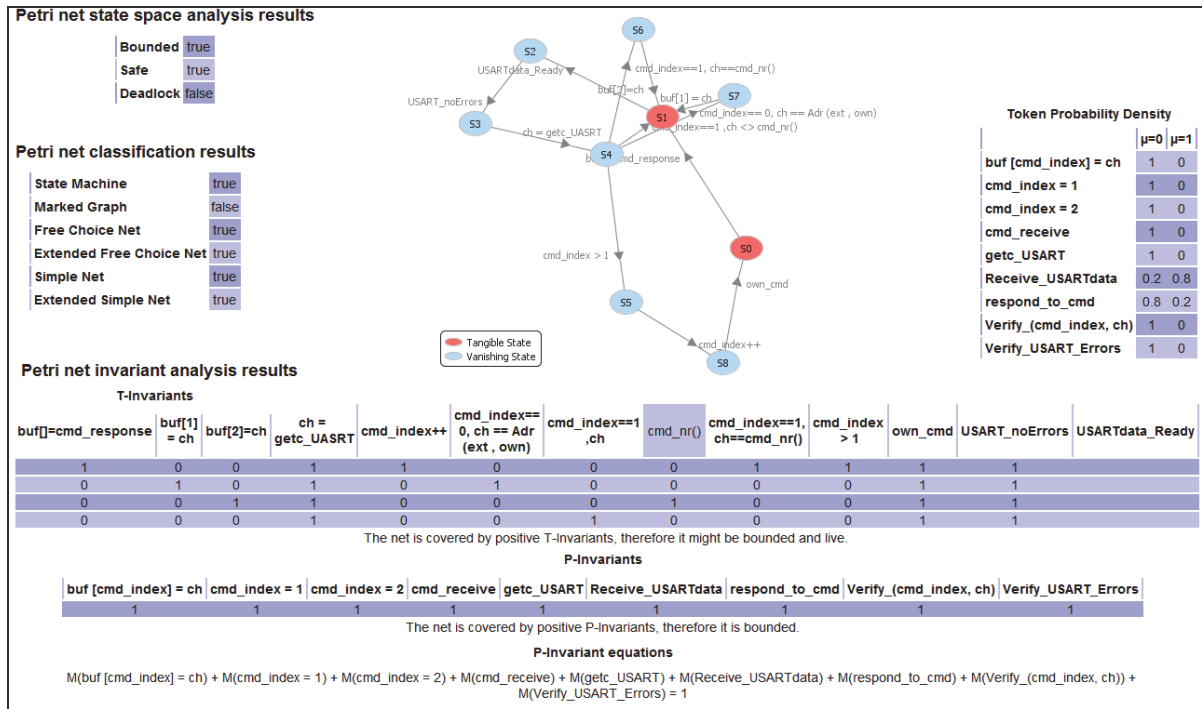 Petri net state space analysis results
Bounded true
Safe true
Deadlock false
Petri net classification results
State Machine true
Marked Graph false
Free Choice Net true
Extended Free Choice Net true
Simple Net true
Extended Simple Net true
S6
S2
cmd_index==1, ch==cmd_nr()
USARTdata_Ready
buf[2]=ch
S7
buf[1] = ch
USART_noErrors
S1
cmd_index== 0, ch == Adr (ext , own)
S3
cmd_index==1 ,ch <> cmd_nr()
ch = getc_UASRT
S4
cmd_response
S0
cmd_index > 1
own_cmd
S5
Tangible State
Vanishing State
cmd_index++
S8
Token Probability Density
µ=0 µ=1
buf [cmd_index] = ch 1 0
cmd_index = 1 1 0
cmd_index = 2 1 0
cmd_receive 1 0
getc_USART 1 0
Receive_USARTdata 0.2 0.8
respond_to_cmd 0.8 0.2
Verify_(cmd_index, ch) 1 0
Verify_USART_Errors 1 0
Petri net invariant analysis results
T-Invariants
buf[]=cmd_response buf[1] = ch buf[2]=ch ch = getc_UASRT cmd_index++ cmd_index== 0, ch == Adr (ext , own) cmd_index==1 ,ch cmd_nr() cmd_index==1, ch==cmd_nr() cmd_index > 1 own_cmd USART_noErrors USARTdata_Ready
1 0 0 1 1 0 0 0 1 1 1 1
0 1 0 1 0 1 0 0 0 0 1 1
0 0 1 1 0 0 0 1 0 0 1 1
0 0 0 1 0 0 1 0 0 0 1 1
The net is covered by positive T-Invariants, therefore it might be bounded and live.
P-Invariants
buf [cmd_index] = ch cmd_index = 1 cmd_index = 2 cmd_receive getc_USART Receive_USARTdata respond_to_cmd Verify_(cmd_index, ch) Verify_USART_Errors
1 1 1 1 1 1 1 1 1
The net is covered by positive P-Invariants, therefore it is bounded.
P-Invariant equations
M(buf [cmd_index] = ch) + M(cmd_index = 1) + M(cmd_index = 2) + M(cmd_receive) + M(getc_USART) + M(Receive_USARTdata) + M(respond_to_cmd) + M(Verify_(cmd_index, ch)) +
M(Verify_USART_Errors) = 1